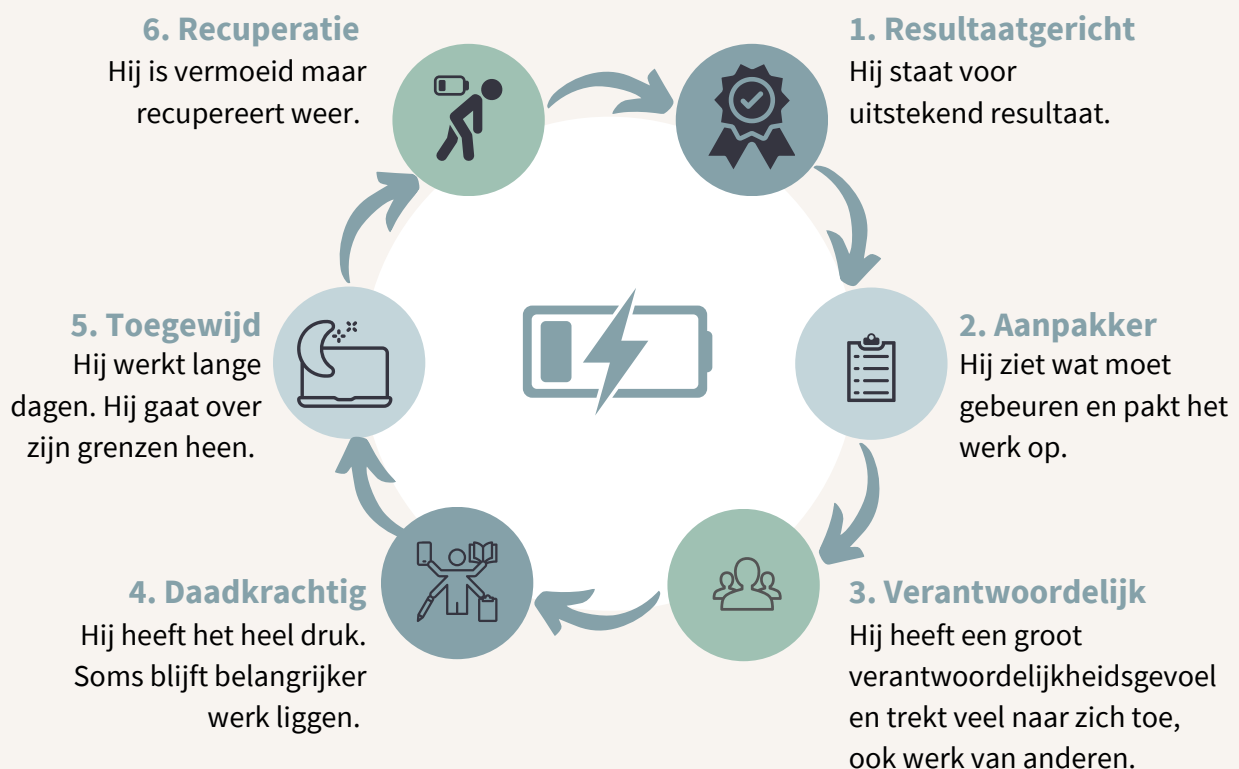 1. Resultaatgericht
Hij staat voor
uitstekend resultaat.
2. Aanpakker
Hij ziet wat moet
gebeuren en pakt het
werk op.
3. Verantwoordelijk
Hij heeft een groot
verantwoordelijkheidsgevoel
en trekt veel naar zich toe,
ook werk van anderen.
4. Daadkrachtig
Hij heeft het heel druk.
Soms blijft belangrijker
werk liggen.
5. Toegewijd
Hij werkt lange
dagen. Hij gaat over
zijn grenzen heen.
6. Recuperatie
Hij is vermoeid maar
recupereert weer.